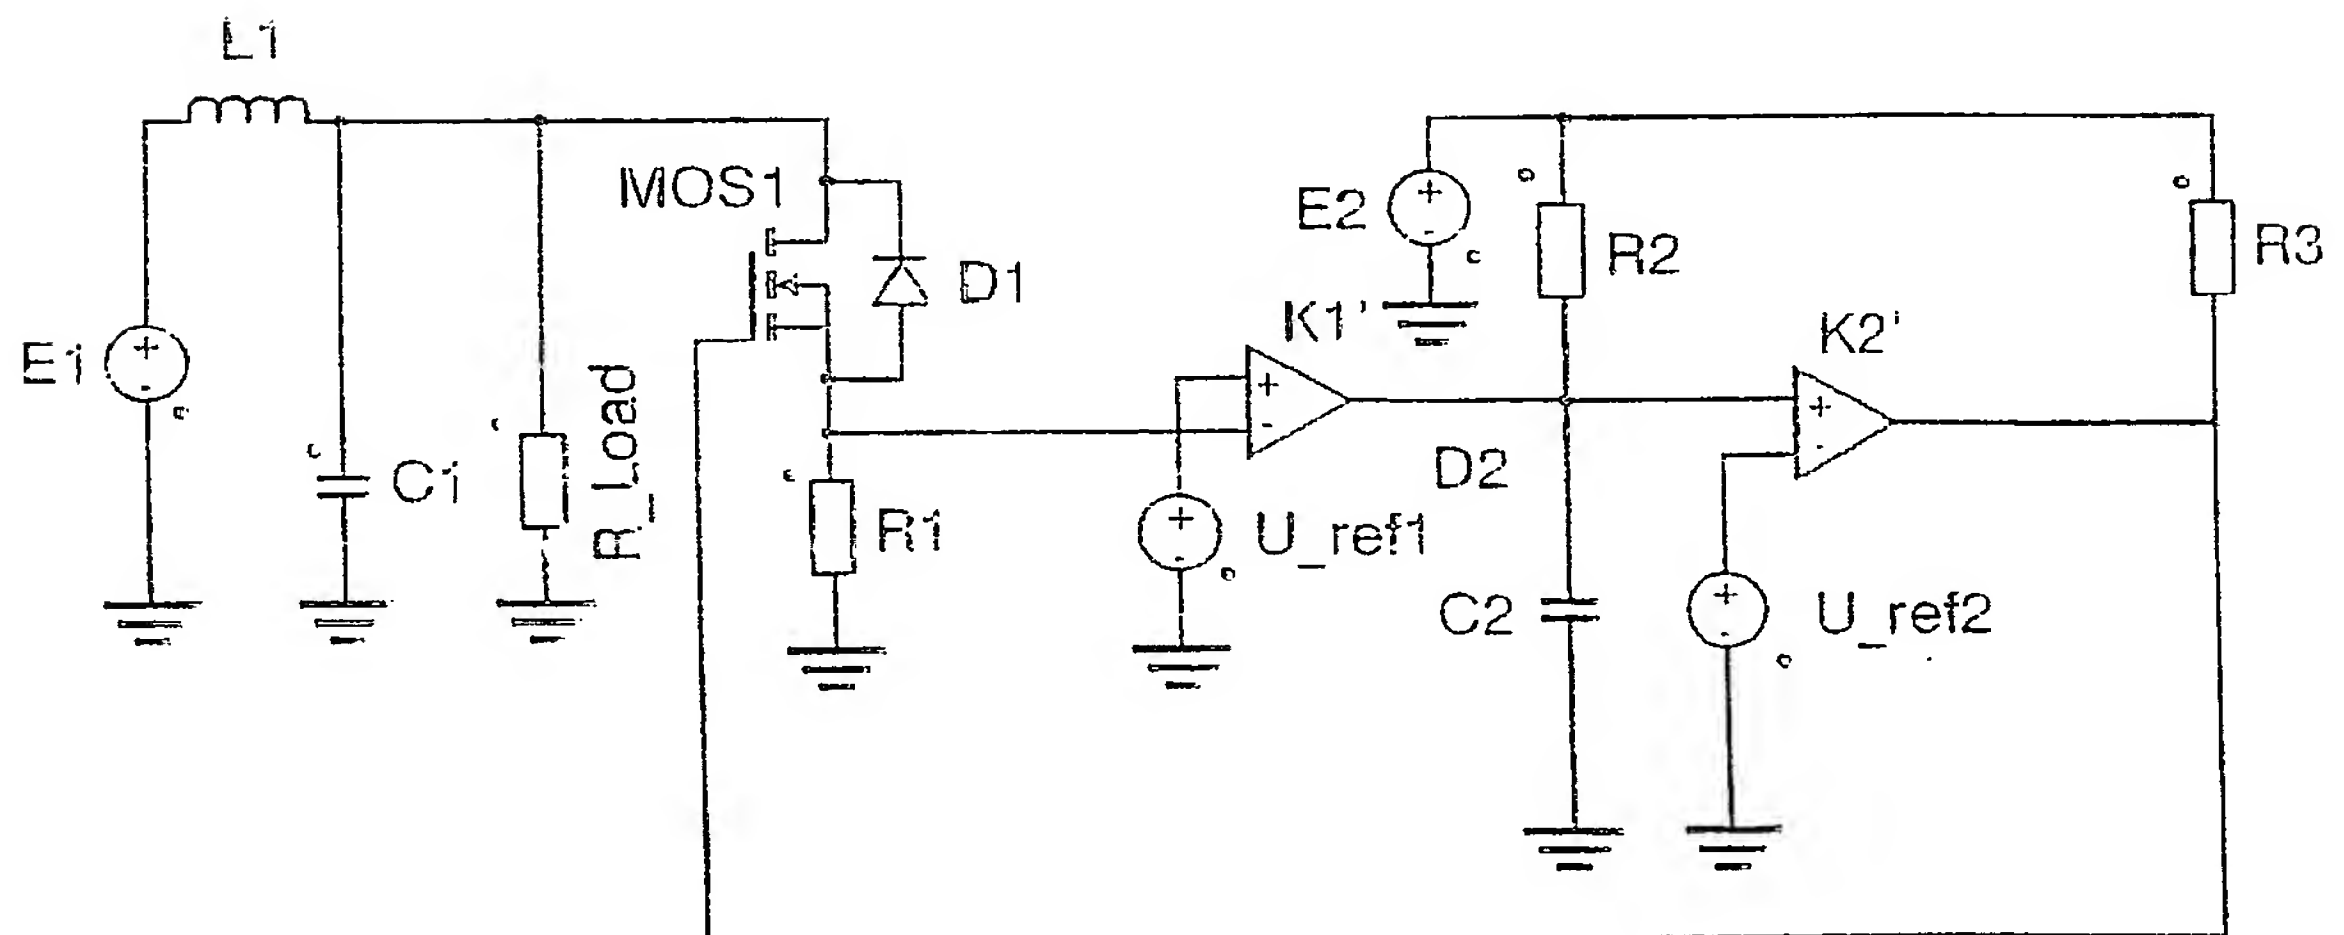 L1
MOS1
E2
R2
R3
D1
K1'
K2'
E1
R_Load
C1
D2
R1
U_ref1
C2
U_ref2